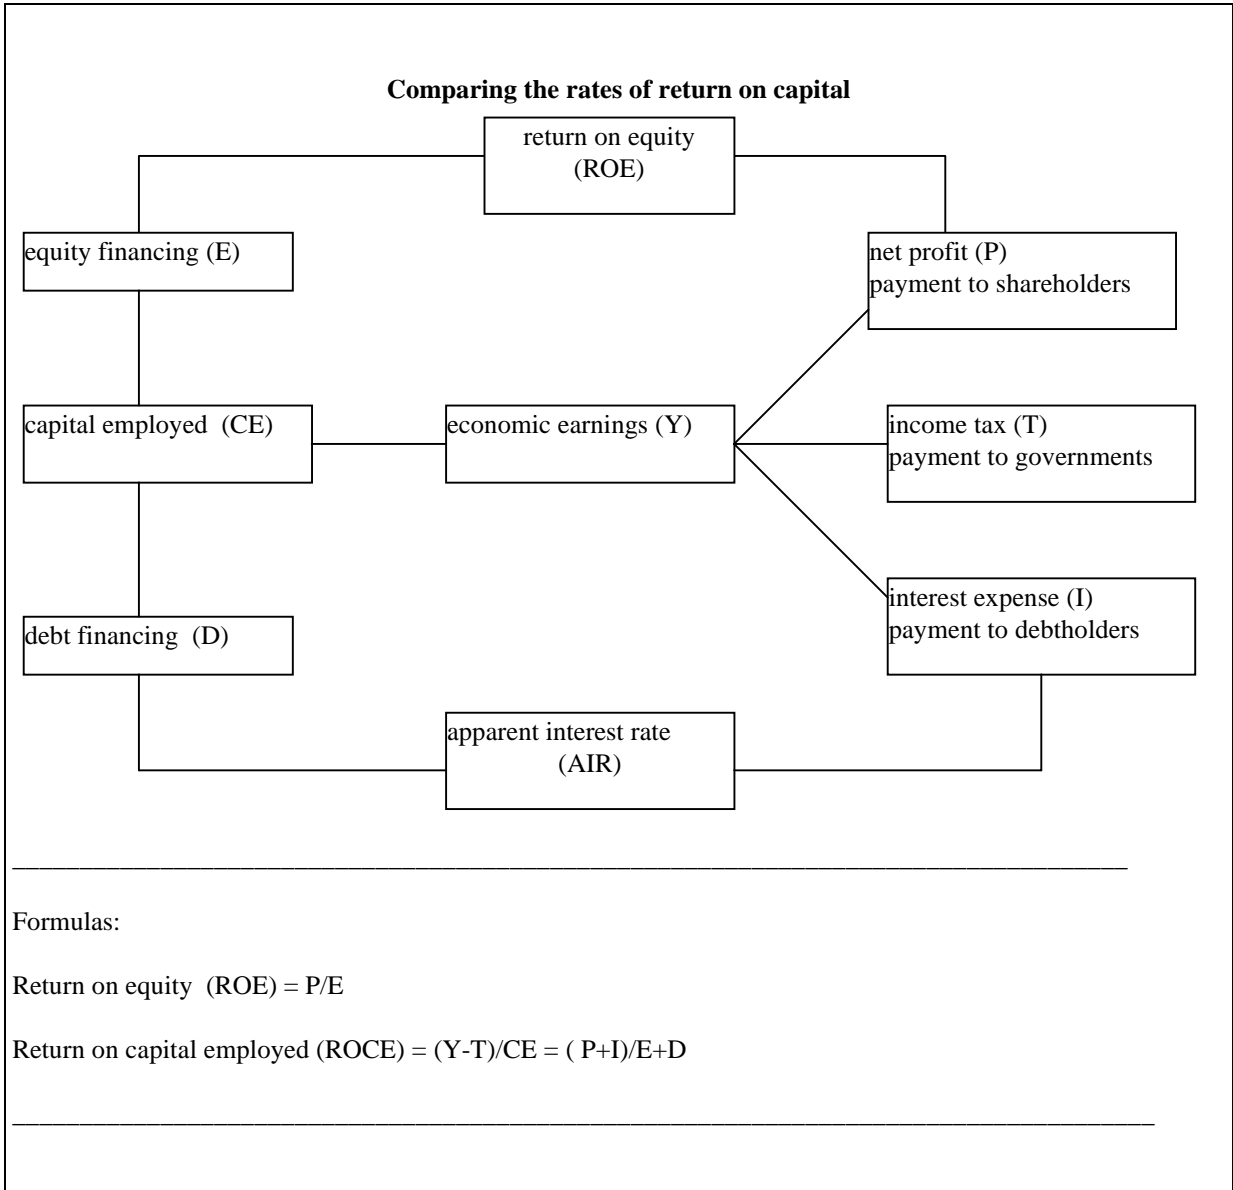 Comparing the rates of return on capital
return on equity
(ROE)
equity financing (E)
net profit (P)
payment to shareholders
capital employed  (CE)
economic earnings (Y)
income tax (T)
payment to governments
interest expense (I)
payment to debtholders
debt financing  (D)
apparent interest rate
(AIR)
Formulas:
Return on equity  (ROE) = P/E
Return on capital employed (ROCE) = (Y-T)/CE = ( P+I)/E+D